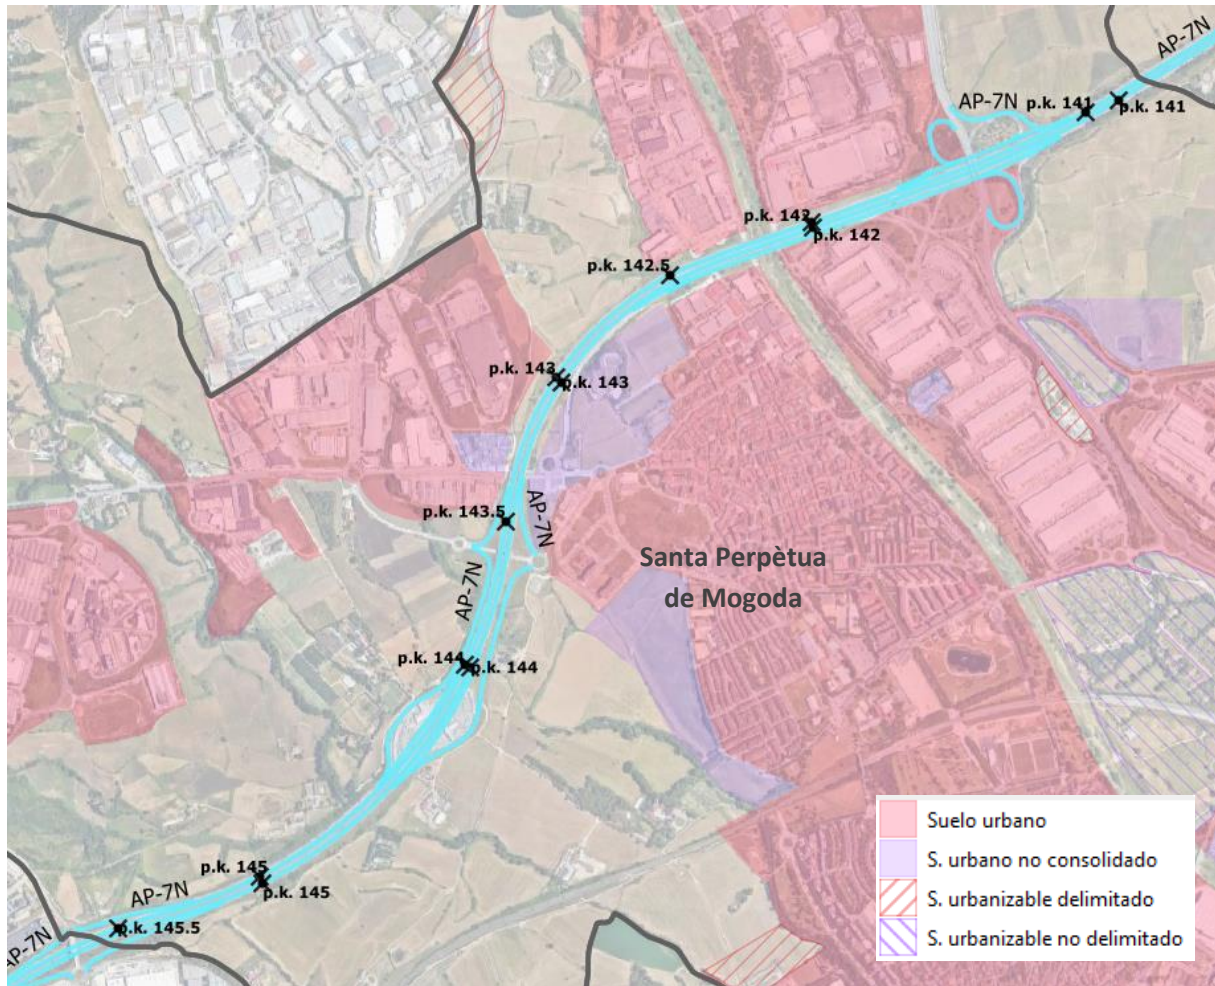 AP-7N
AP-7N
p.k. 141
p.k. 141
p.k. 142
p.k. 142
p.k. 142.5
p.k. 143
p.k. 143
p.k. 143.5
AP-7N
Santa Perpètua
de Mogoda
AP-7N
p.k. 144
p.k. 144
p.k. 145
p.k. 145
AP-7N
p.k. 145.5
AP-7N
Suelo urbano
S. urbano no consolidado
S. urbanizable delimitado
S. urbanizable no delimitado